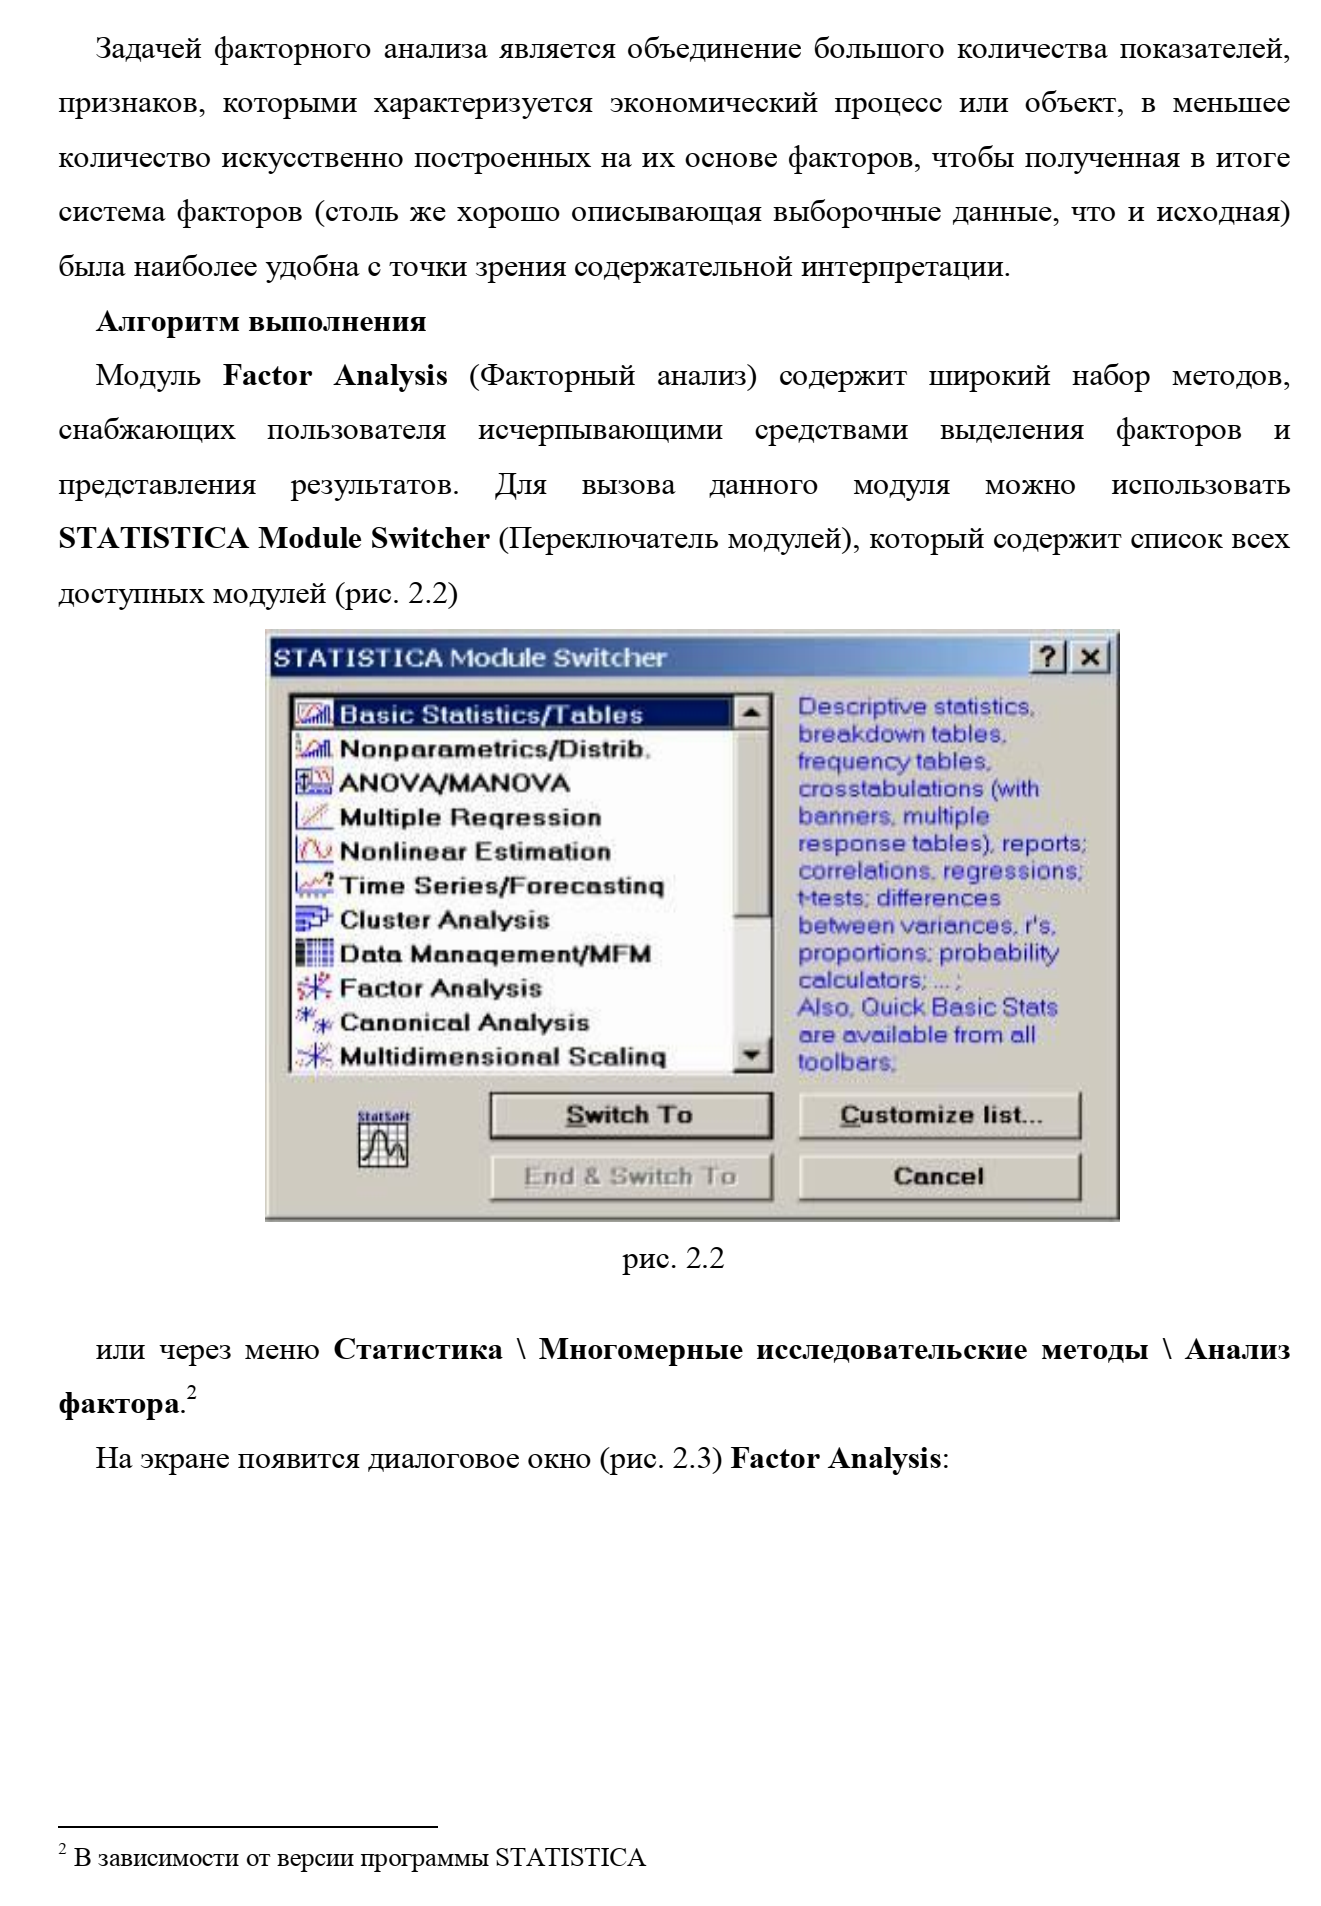 Задачей факторного анализа является объединение большого количества показателей,
признаков, которыми характеризуется экономический процесс или объект, в меньшее
количество искусственно построенных на их основе факторов, чтобы полученная в итоге
система факторов (столь же хорошо описывающая выборочные данные, что и исходная)
была наиболее удобна с точки зрения содержательной интерпретации.
Алгоритм выполнения
Модуль Factor Analysis (Факторный анализ) содержит широкий набор методов,
снабжающих пользователя исчерпывающими средствами выделения факторов и
представления результатов. Для вызова данного модуля можно использовать
STATISTICA Module Switcher (Переключатель модулей), который содержит список всех
доступных модулей (рис. 2.2)
STATISTICA Module Switcher
Basic Statistics/Tables
Nonparametrics/Distrib.
ANOVA/MANOVA
Multiple Regression
Nonlinear Estimation
Time Series/Forecasting
Cluster Analysis
Data Management/MFM
Factor Analysis
Canonical Analysis
Multidimensional Scaling
Descriptive statistics,
breakdown tables,
frequency tables,
crosstabulations (with
banners, multiple
response tables), reports;
correlations, regressions;
t-tests; differences
between variances, r's,
proportions; probability
calculators; ... ;
Also, Quick Basic Stats
are available from all
toolbars;
StatSoft
Switch To
Customize list...
End & Switch To
Cancel
рис. 2.2
или через меню Статистика \ Многомерные исследовательские методы \ Анализ
фактора.²
На экране появится диалоговое окно (рис. 2.3) Factor Analysis:
² В зависимости от версии программы STATISTICA